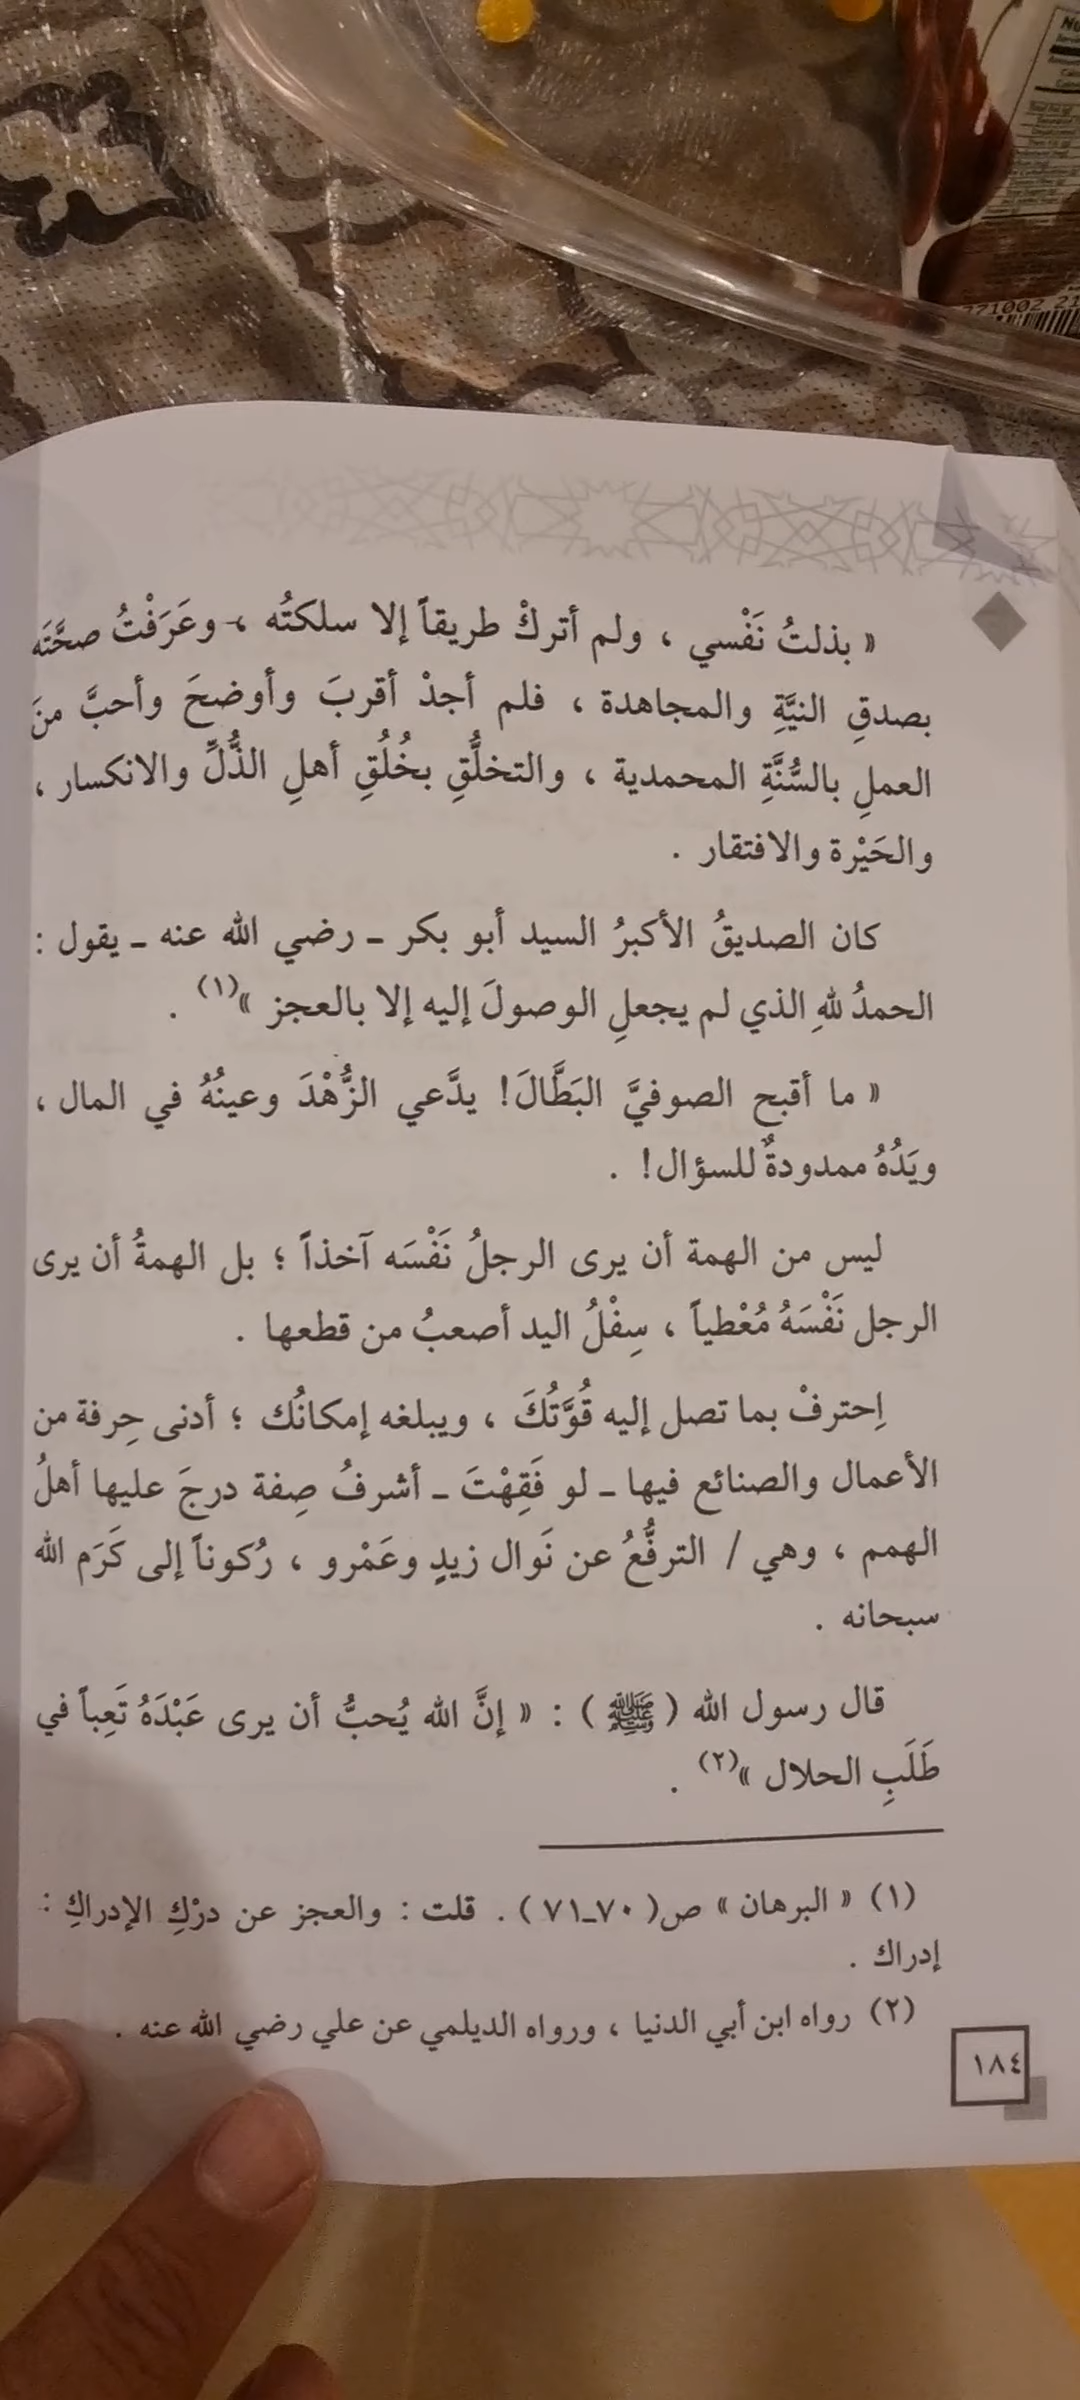 Nu
771002 21
« بذلتُ نَفْسي ، ولم أتركْ طريقاً إلا سلكتُه ، وعَرَفْتُ صحَّتَه
بصدقِ النيَّةِ والمجاهدة ، فلم أجدْ أقربَ وأوضحَ وأحبَّ منَ
العملِ بالسُّنَّةِ المحمدية ، والتخلُّقِ بخُلُقِ أهلِ الذُّلِّ والانكسار ،
والحَيْرة والافتقار .
كان الصديقُ الأكبرُ السيد أبو بكر ـ رضي الله عنه ـ يقول :
الحمدُ للهِ الذي لم يجعلِ الوصولَ إليه إلا بالعجز »(١) .
« ما أقبح الصوفيَّ البَطَّالَ! يدَّعي الزُّهْدَ وعينُهُ في المال ،
ويَدُهُ ممدودةٌ للسؤال! .
ليس من الهمة أن يرى الرجلُ نَفْسَه آخذاً ؛ بل الهمةُ أن يرى
الرجل نَفْسَهُ مُعْطياً ، سِفْلُ اليد أصعبُ من قطعها .
اِحترفْ بما تصل إليه قُوَّتُكَ ، ويبلغه إمكانُك ؛ أدنى حِرفة من
الأعمال والصنائع فيها ـ لو فَقِهْتَ ـ أشرفُ صِفة درجَ عليها أهلُ
الهمم ، وهي / الترفُّعُ عن نَوال زيدٍ وعَمْرو ، رُكوناً إلى كَرَم الله
سبحانه .
قال رسول الله ( ﷺ ) : « إنَّ الله يُحبُّ أن يرى عَبْدَهُ تَعِباً في
طَلَبِ الحلال »(٢) .
(١) « البرهان » ص( ٧٠ـ٧١ ) . قلت : والعجز عن درْكِ الإدراكِ :
إدراك .
(٢) رواه ابن أبي الدنيا ، ورواه الديلمي عن علي رضي الله عنه .
١٨٤